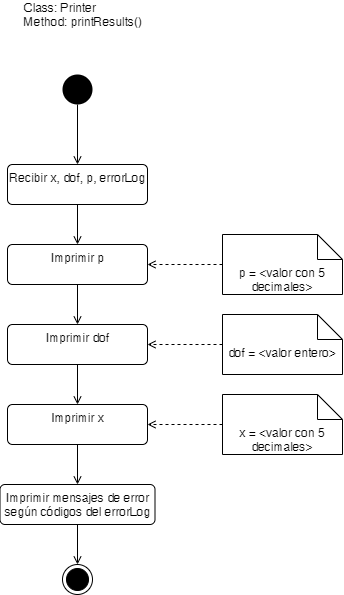 Class: Printer
Method: printResults()
Recibir x, dof, p, errorLog
Imprimir p
p = <valor con 5
decimales>
Imprimir dof
dof = <valor entero>
Imprimir x
x = <valor con 5
decimales>
Imprimir mensajes de error
según códigos del errorLog